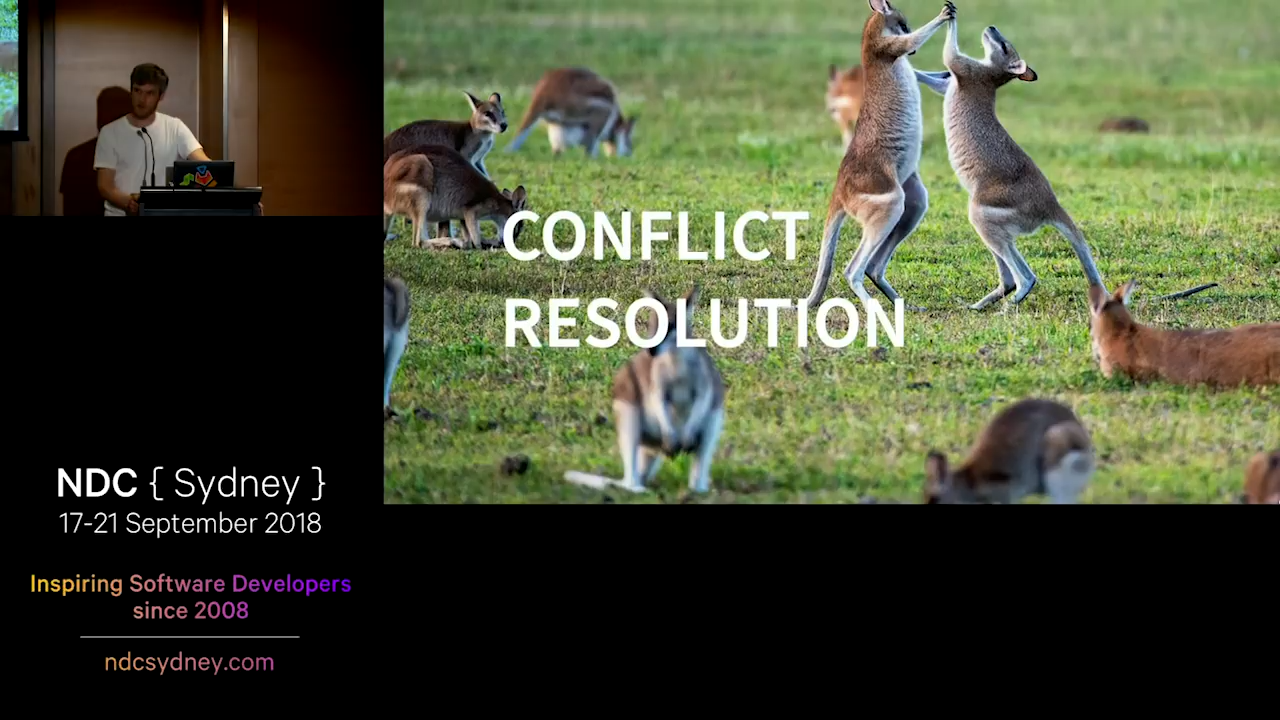 CONFLICT
RESOLUTION
NDC { Sydney }
17-21 September 2018
Inspiring Software Developers
since 2008
ndcsydney.com